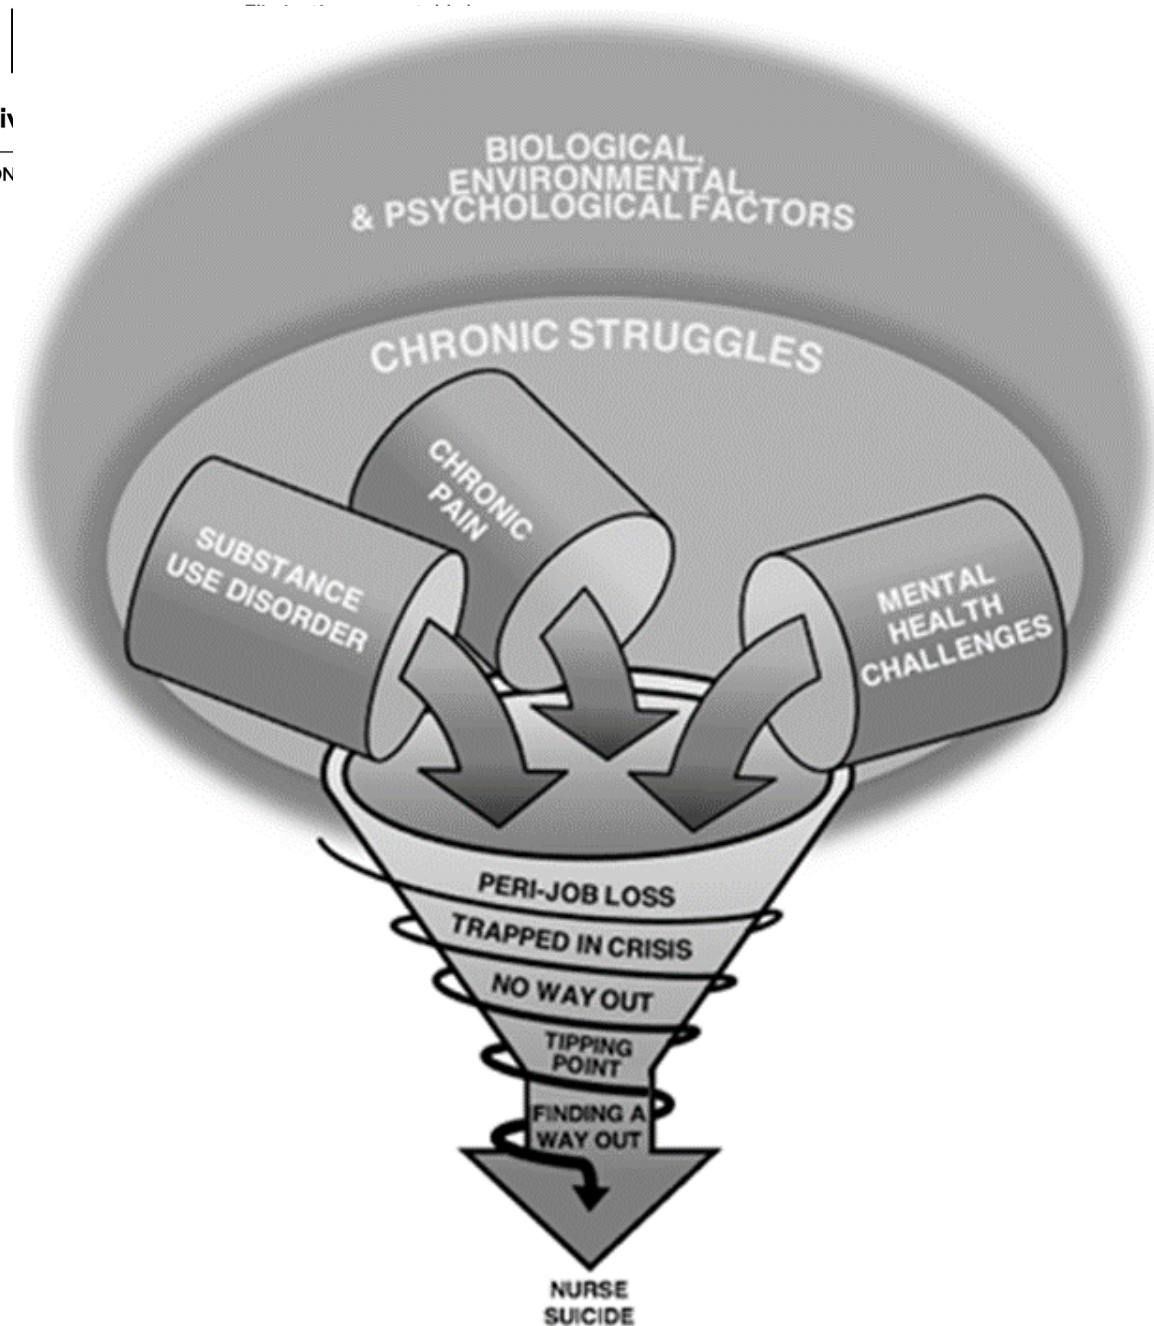 BIOLOGICAL,
ENVIRONMENTAL,
& PSYCHOLOGICAL FACTORS
CHRONIC STRUGGLES
CHRONIC
PAIN
SUBSTANCE
USE DISORDER
MENTAL
HEALTH
CHALLENGES
PERI-JOB LOSS
TRAPPED IN CRISIS
NO WAY OUT
TIPPING
POINT
FINDING A
WAY OUT
NURSE
SUICIDE